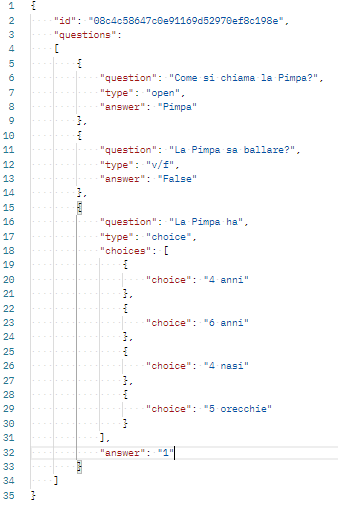 1 {
2 "id": "08c4c58647c0e91169d52970ef8c198e",
3 "questions":
4 [
5 {
6 "question": "Come si chiama la Pimpa?",
7 "type": "open",
8 "answer": "Pimpa"
9 },
10 {
11 "question": "La Pimpa sa ballare?",
12 "type": "v/f",
13 "answer": "False"
14 },
15 {
16 "question": "La Pimpa ha",
17 "type": "choice",
18 "choices": [
19 {
20 "choice": "4 anni"
21 },
22 {
23 "choice": "6 anni"
24 },
25 {
26 "choice": "4 nasi"
27 },
28 {
29 "choice": "5 orecchie"
30 }
31 ],
32 "answer": "1"
33 }
34 ]
35 }